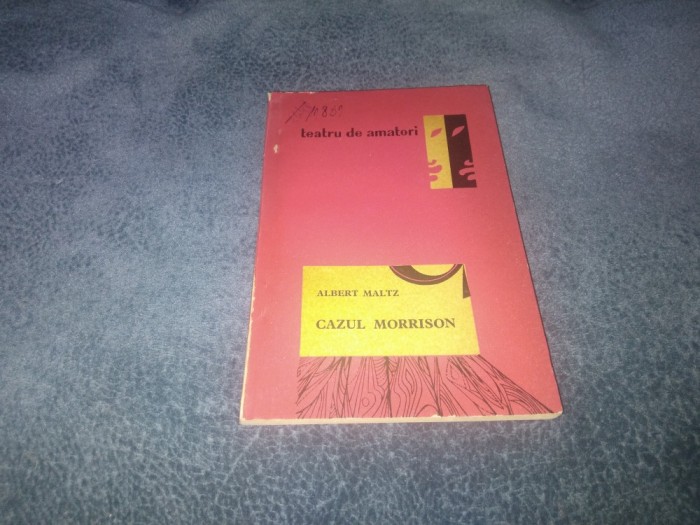 teatru de amatori
ALBERT MALTZ
CAZUL MORRISON